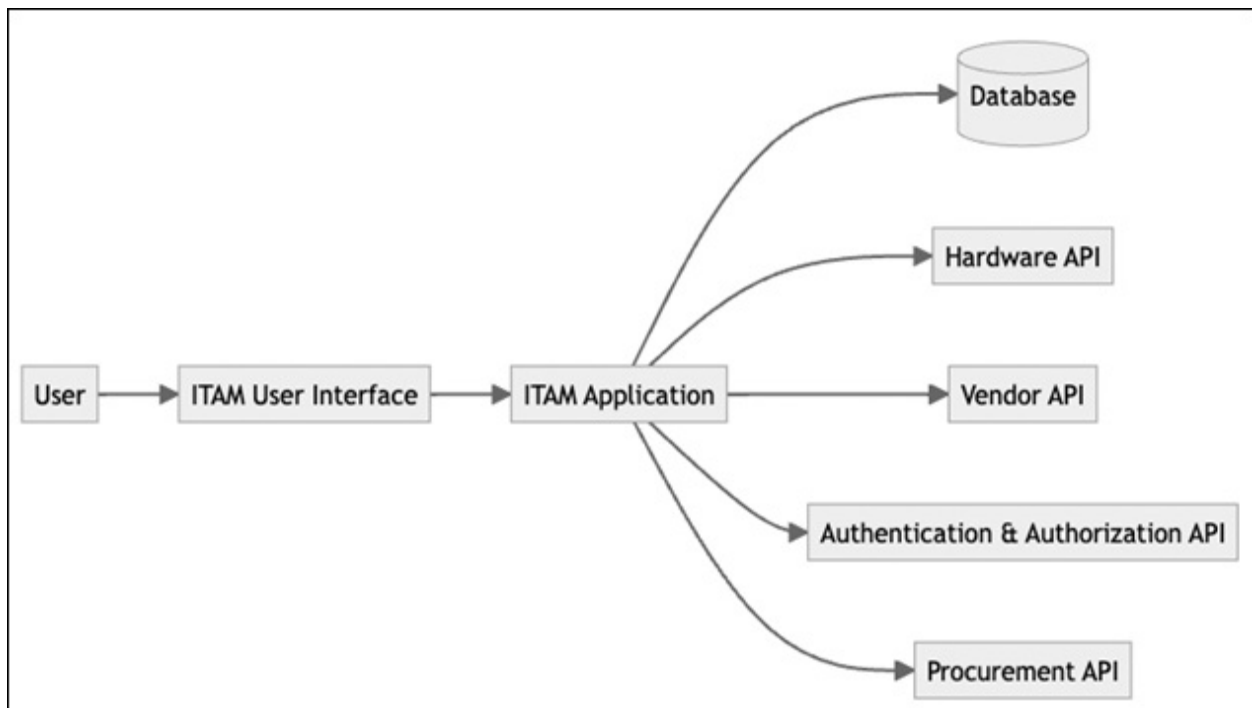 Database
Hardware API
User
ITAM User Interface
ITAM Application
Vendor API
Authentication & Authorization API
Procurement API